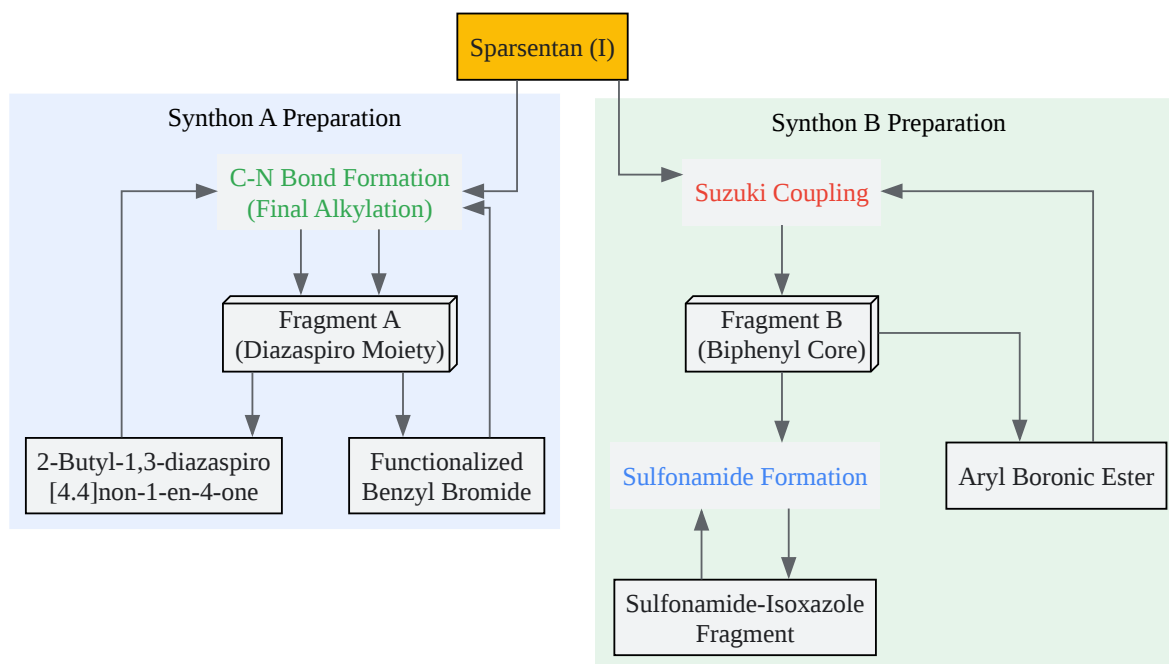 Sparsentan (I)
Synthon A Preparation
C-N Bond Formation
(Final Alkylation)
Fragment A
(Diazaspiro Moiety)
2-Butyl-1,3-diazaspiro
[4.4]non-1-en-4-one
Functionalized
Benzyl Bromide
Synthon B Preparation
Suzuki Coupling
Fragment B
(Biphenyl Core)
Sulfonamide Formation
Aryl Boronic Ester
Sulfonamide-Isoxazole
Fragment